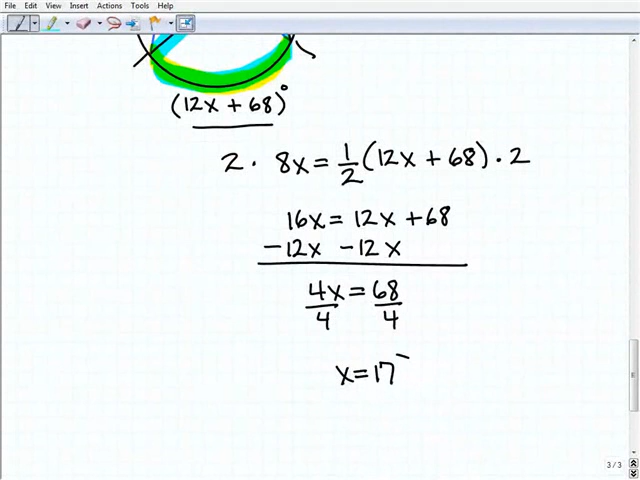 File Edit View Insert Actions Tools Help
(12x + 68)°
2 · 8x = 1/2 (12x + 68) · 2
16x = 12x + 68
-12x -12x
4x = 68
4 4
x = 17
3 / 3